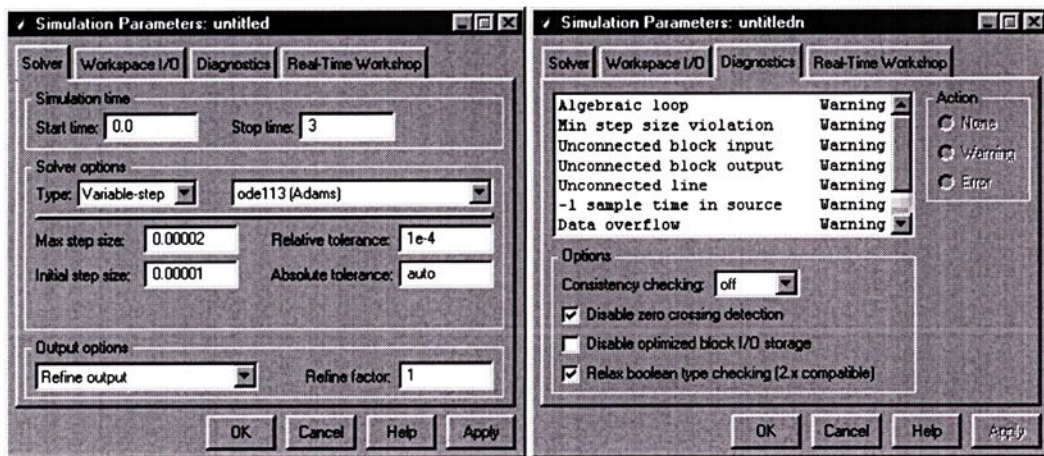 Simulation Parameters: untitled
Solver Workspace I/O Diagnostics Real-Time Workshop
Simulation time
Start time: 0.0 Stop time: 3
Solver options
Type: Variable-step ode113 (Adams)
Max step size: 0.00002 Relative tolerance: 1e-4
Initial step size: 0.00001 Absolute tolerance: auto
Output options
Refine output Refine factor: 1
OK Cancel Help Apply
Simulation Parameters: untitledn
Solver Workspace I/O Diagnostics Real-Time Workshop
Algebraic loop Warning
Min step size violation Warning
Unconnected block input Warning
Unconnected block output Warning
Unconnected line Warning
-1 sample time in source Warning
Data overflow Warning
Action
None
Warning
Error
Options
Consistency checking: off
Disable zero crossing detection
Disable optimized block I/O storage
Relax boolean type checking (2.x compatible)
OK Cancel Help Apply